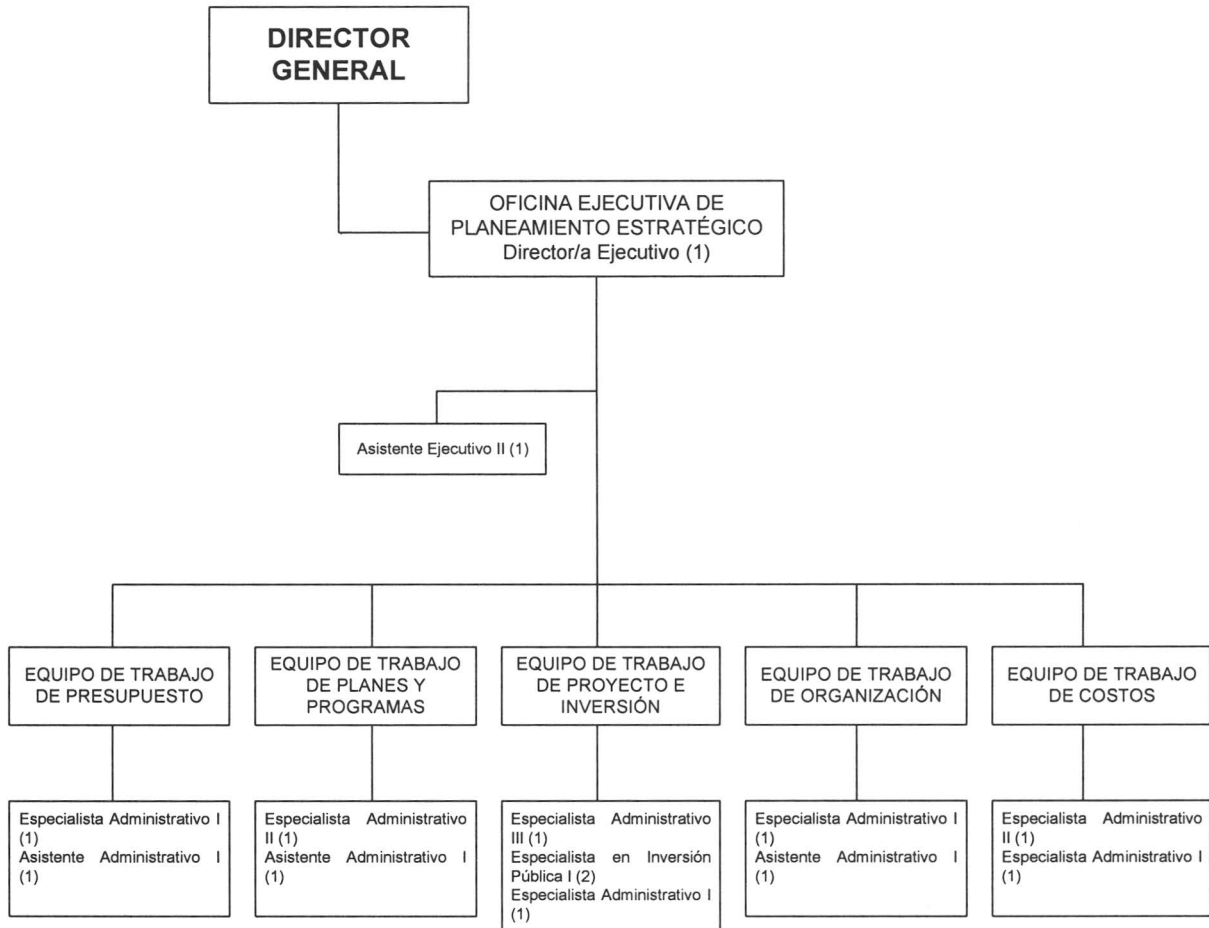 DIRECTOR
GENERAL
OFICINA EJECUTIVA DE
PLANEAMIENTO ESTRATÉGICO
Director/a Ejecutivo (1)
Asistente Ejecutivo II (1)
EQUIPO DE TRABAJO
DE PRESUPUESTO
EQUIPO DE TRABAJO
DE PLANES Y
PROGRAMAS
EQUIPO DE TRABAJO
DE PROYECTO E
INVERSIÓN
EQUIPO DE TRABAJO
DE ORGANIZACIÓN
EQUIPO DE TRABAJO
DE COSTOS
Especialista Administrativo I
(1)
Asistente Administrativo I
(1)
Especialista Administrativo
II (1)
Asistente Administrativo I
(1)
Especialista Administrativo
III (1)
Especialista en Inversión
Pública I (2)
Especialista Administrativo I
(1)
Especialista Administrativo I
(1)
Asistente Administrativo I
(1)
Especialista Administrativo
II (1)
Especialista Administrativo I
(1)